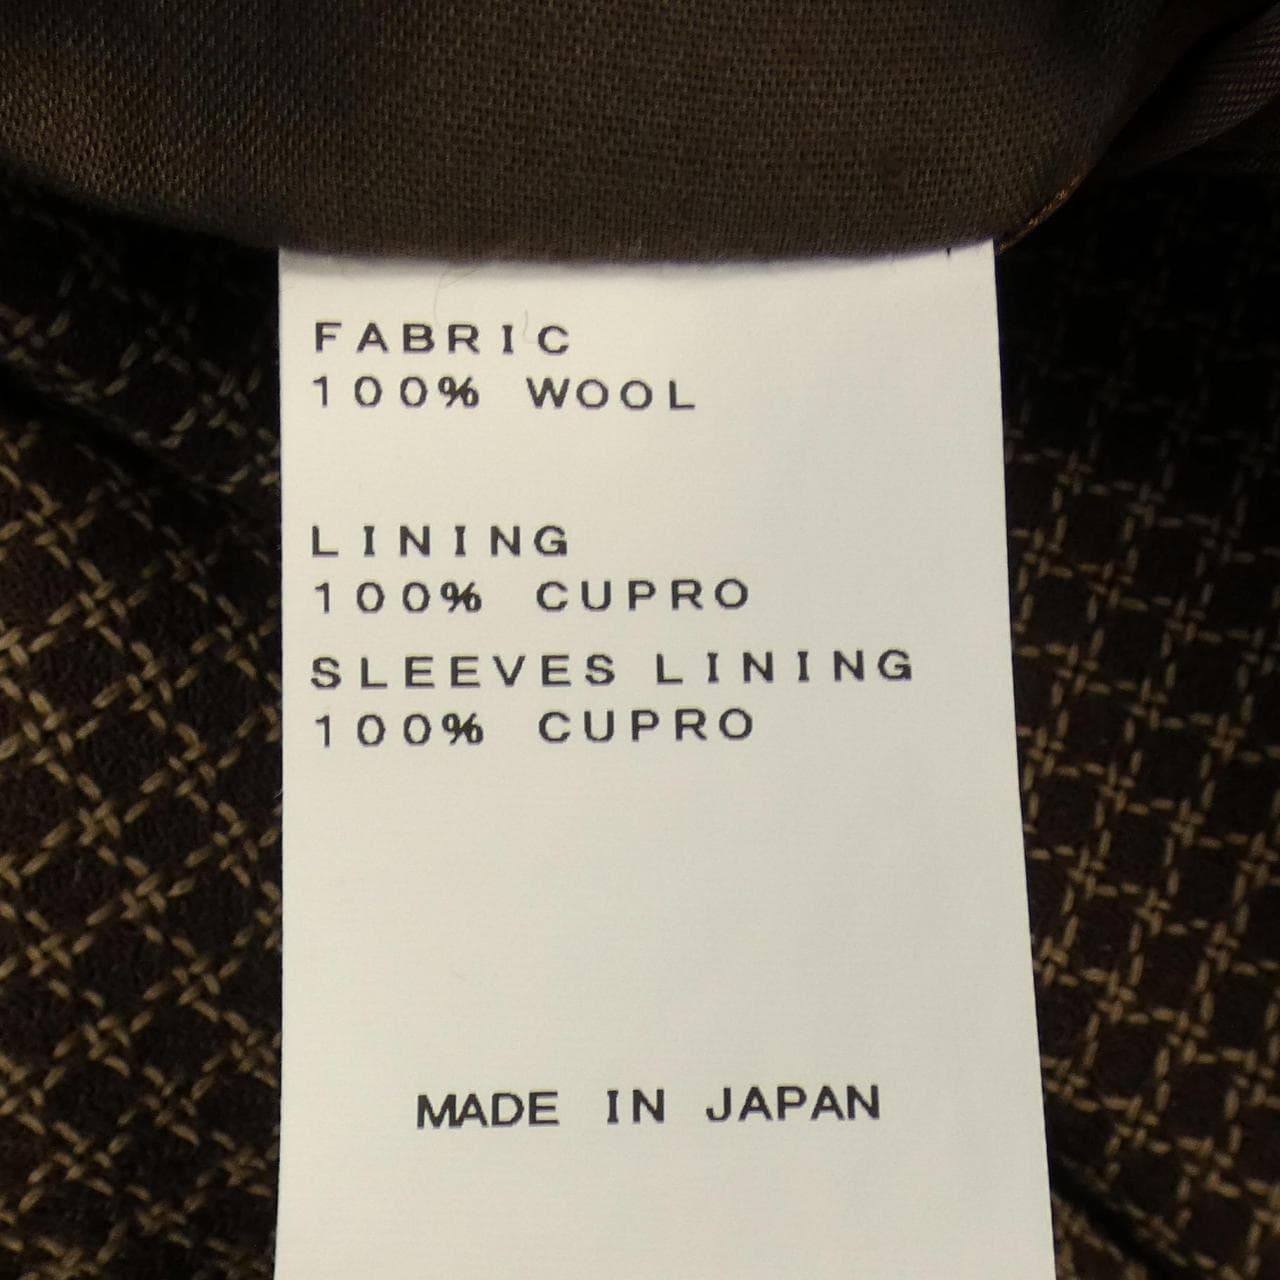 FABRIC
100% WOOL
LINING
100% CUPRO
SLEEVES LINING
100% CUPRO
MADE IN JAPAN